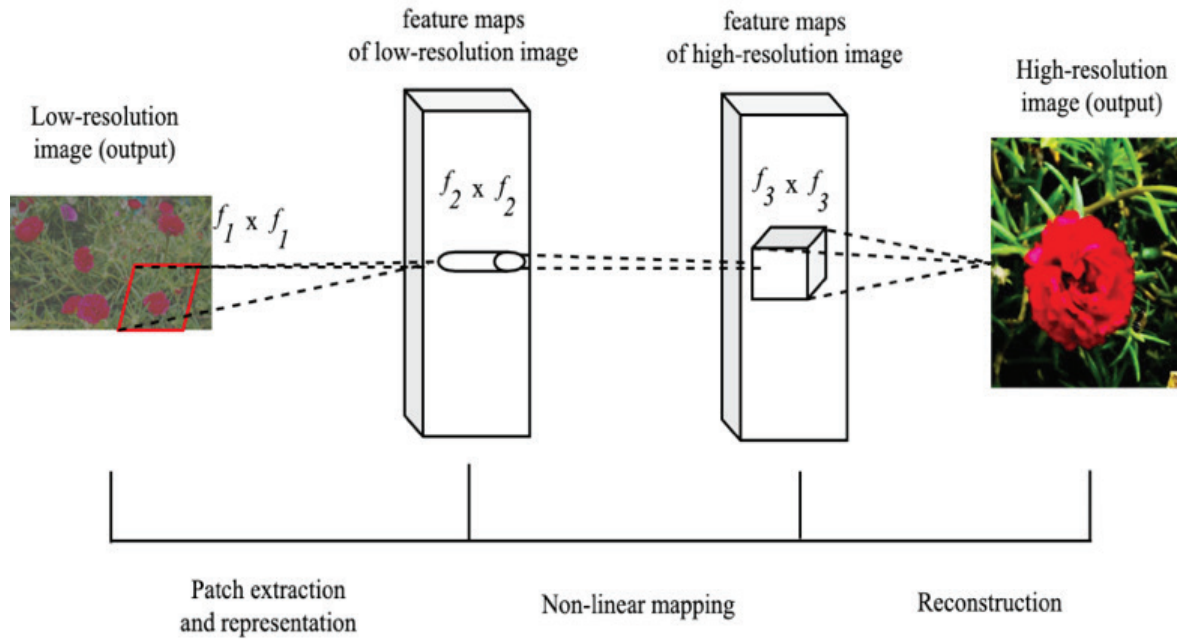 feature maps
of low-resolution image
feature maps
of high-resolution image
Low-resolution
image (output)
High-resolution
image (output)
f1 x f1
f2 x f2
f3 x f3
Patch extraction
and representation
Non-linear mapping
Reconstruction